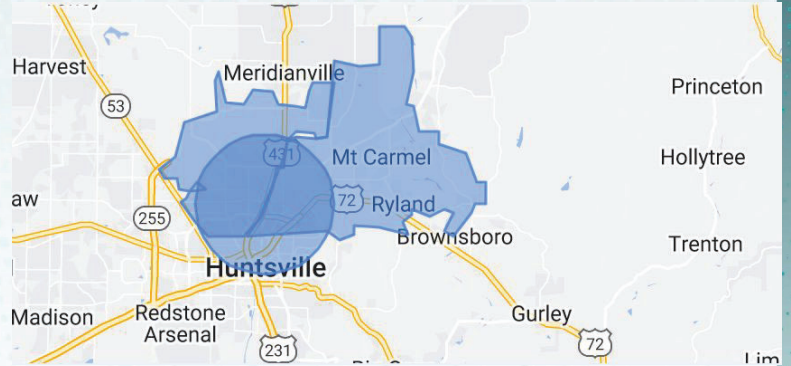 Harvest
Meridianville
Princeton
53
431
Mt Carmel
Hollytree
aw
72
Ryland
255
Brownsboro
Trenton
Huntsville
Madison
Redstone
Arsenal
Gurley
231
72
Lim